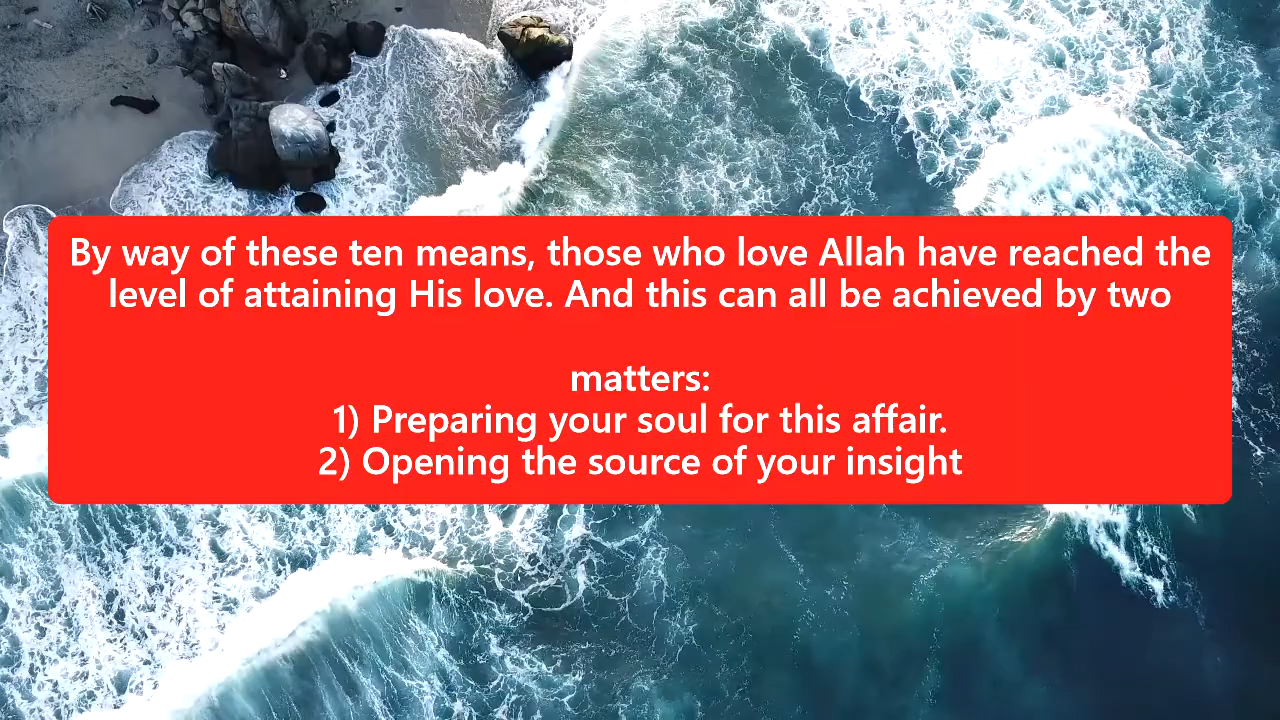 By way of these ten means, those who love Allah have reached the
level of attaining His love. And this can all be achieved by two
matters:
1) Preparing your soul for this affair.
2) Opening the source of your insight